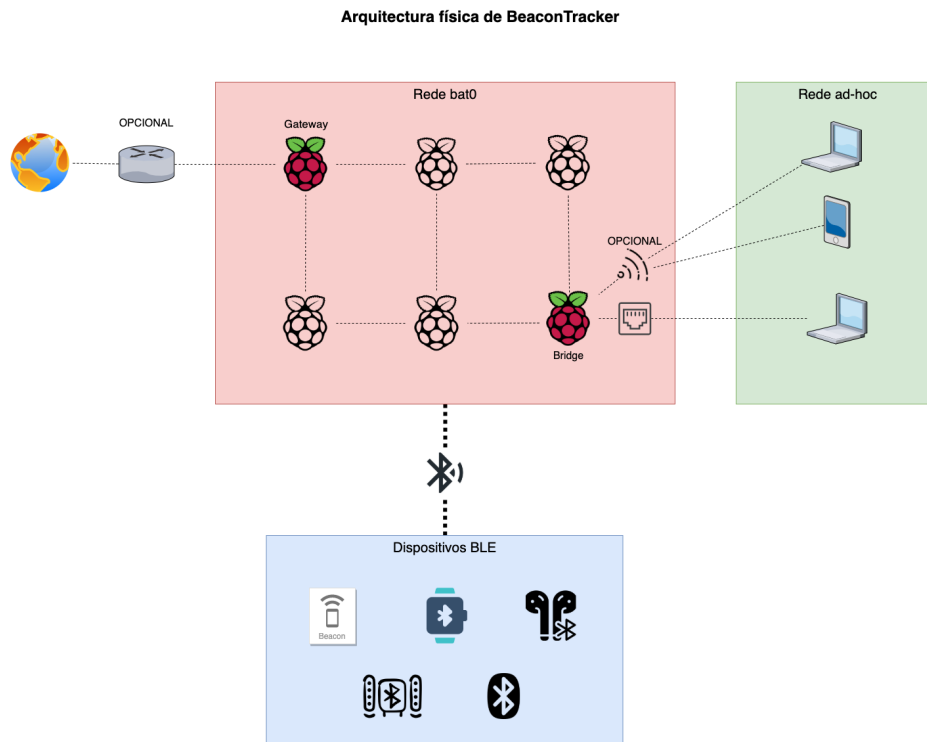 Arquitectura física de BeaconTracker
Rede bat0
Rede ad-hoc
OPCIONAL
Gateway
OPCIONAL
Bridge
Dispositivos BLE
Beacon